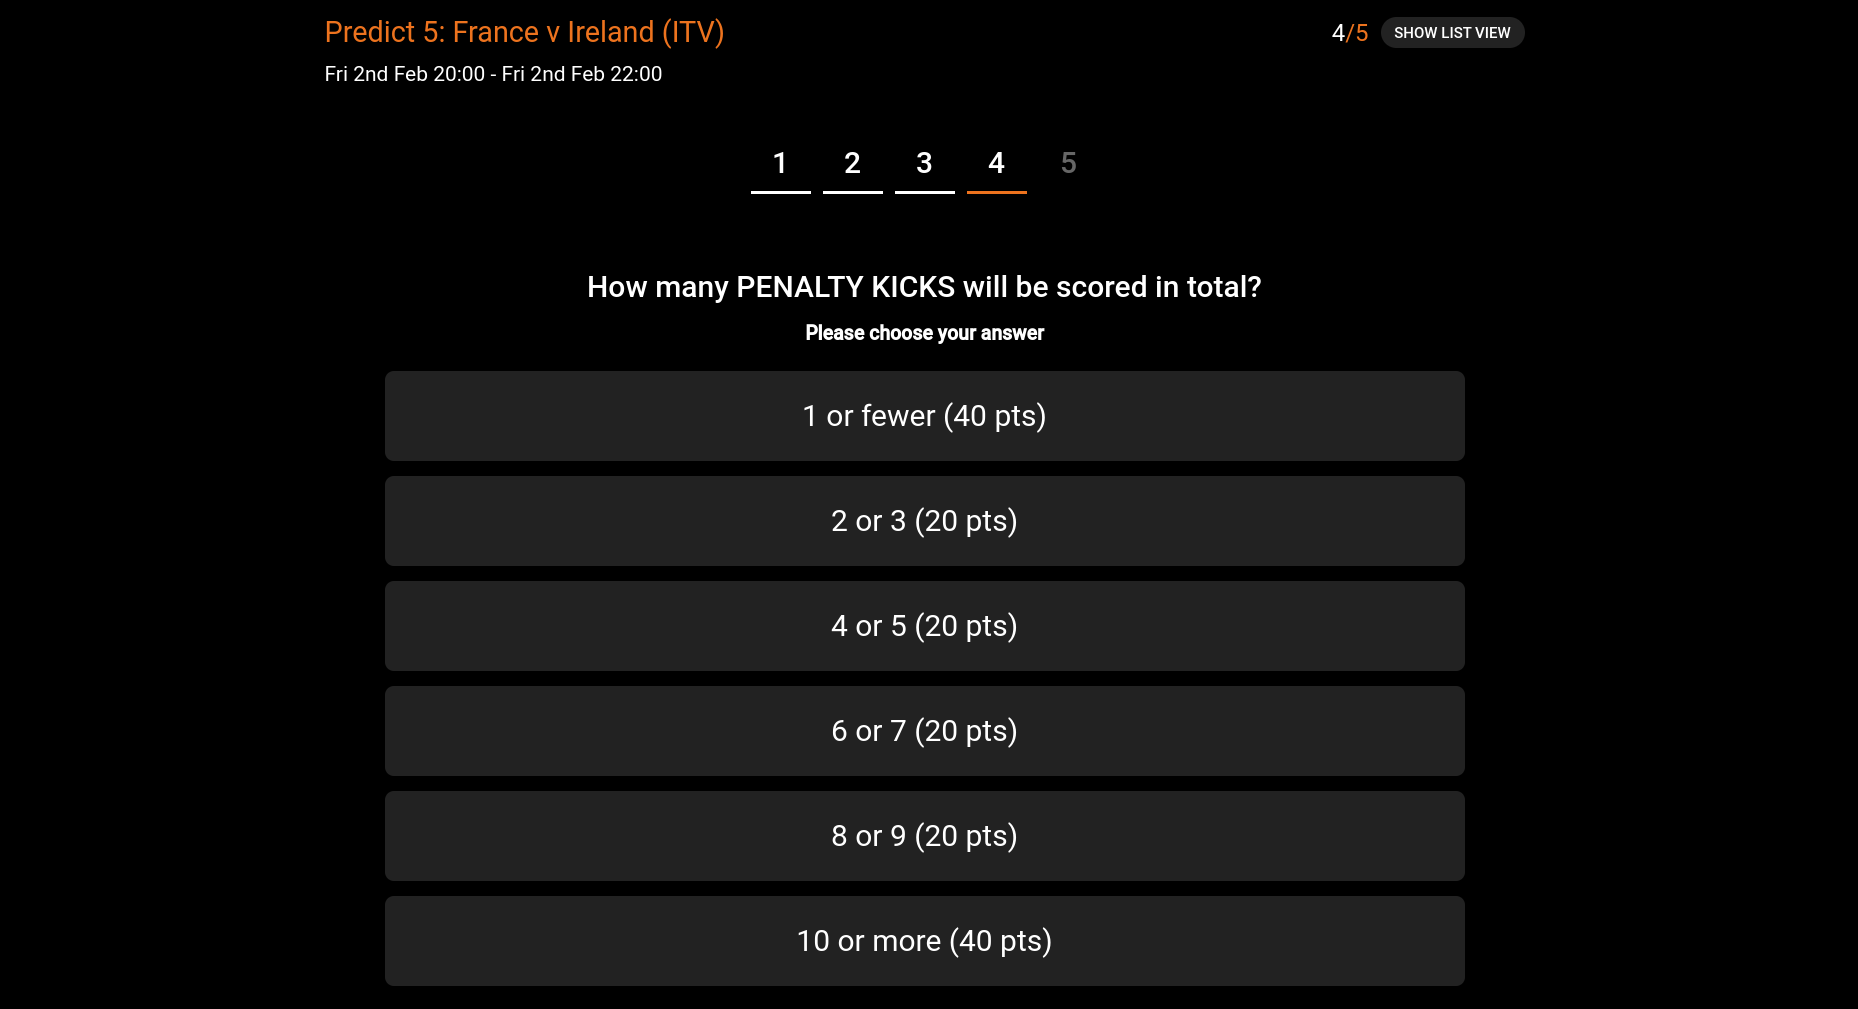 Predict 5: France v Ireland (ITV)
4/5 SHOW LIST VIEW
Fri 2nd Feb 20:00 - Fri 2nd Feb 22:00
1 2 3 4 5
How many PENALTY KICKS will be scored in total?
Please choose your answer
1 or fewer (40 pts)
2 or 3 (20 pts)
4 or 5 (20 pts)
6 or 7 (20 pts)
8 or 9 (20 pts)
10 or more (40 pts)